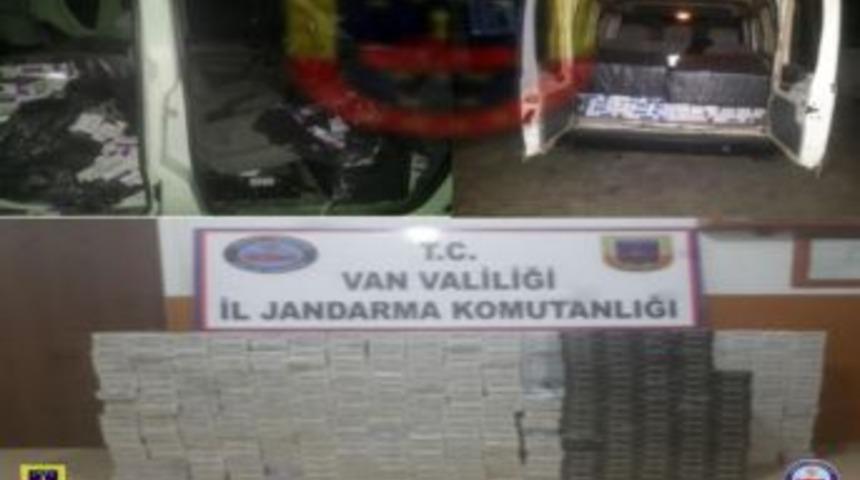 T.C.
VAN VALİLİĞİ
İL JANDARMA KOMUTANLIĞI